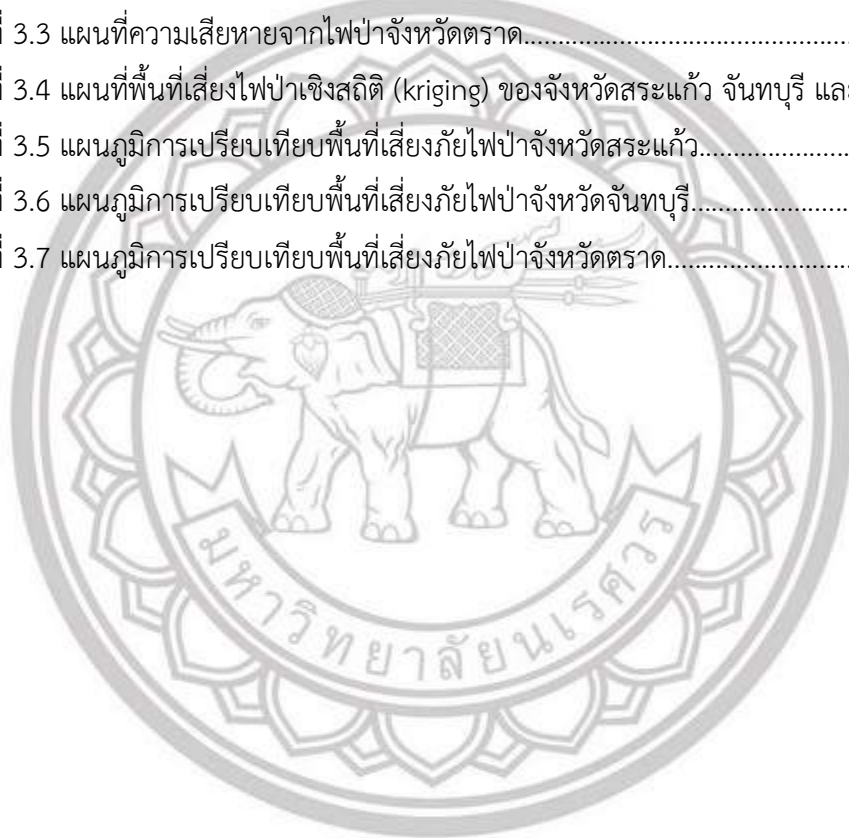 ที่ 3.3 แผนที่ความเสียหายจากไฟป่าจังหวัดตราด
ที่ 3.4 แผนที่พื้นที่เสี่ยงไฟป่าเชิงสถิติ (kriging) ของจังหวัดสระแก้ว จันทบุรี และ
ที่ 3.5 แผนภูมิการเปรียบเทียบพื้นที่เสี่ยงภัยไฟป่าจังหวัดสระแก้ว
ที่ 3.6 แผนภูมิการเปรียบเทียบพื้นที่เสี่ยงภัยไฟป่าจังหวัดจันทบุรี
ที่ 3.7 แผนภูมิการเปรียบเทียบพื้นที่เสี่ยงภัยไฟป่าจังหวัดตราด
มหาวิทยาลัยนเรศวร